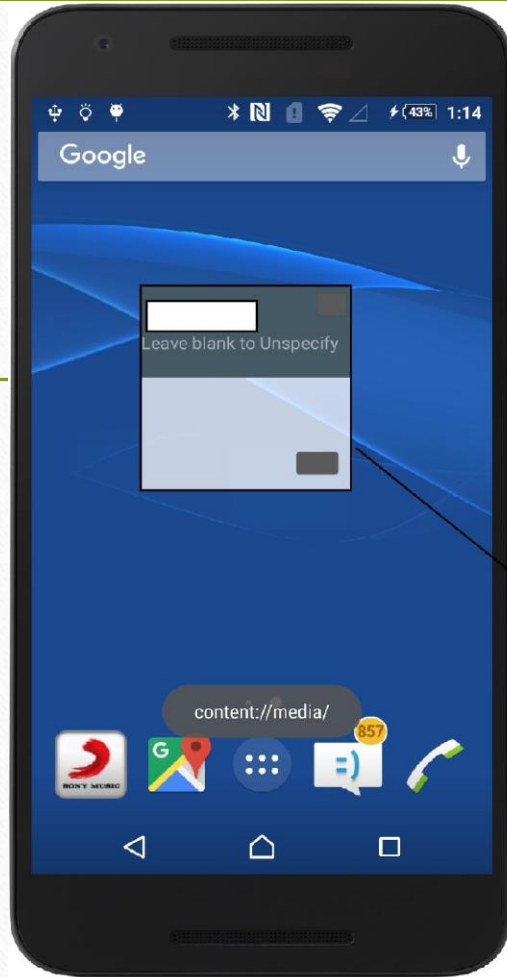 43% 1:14
Google
Leave blank to Unspecify
content://media/
857
G
=)
SONY MUSIC